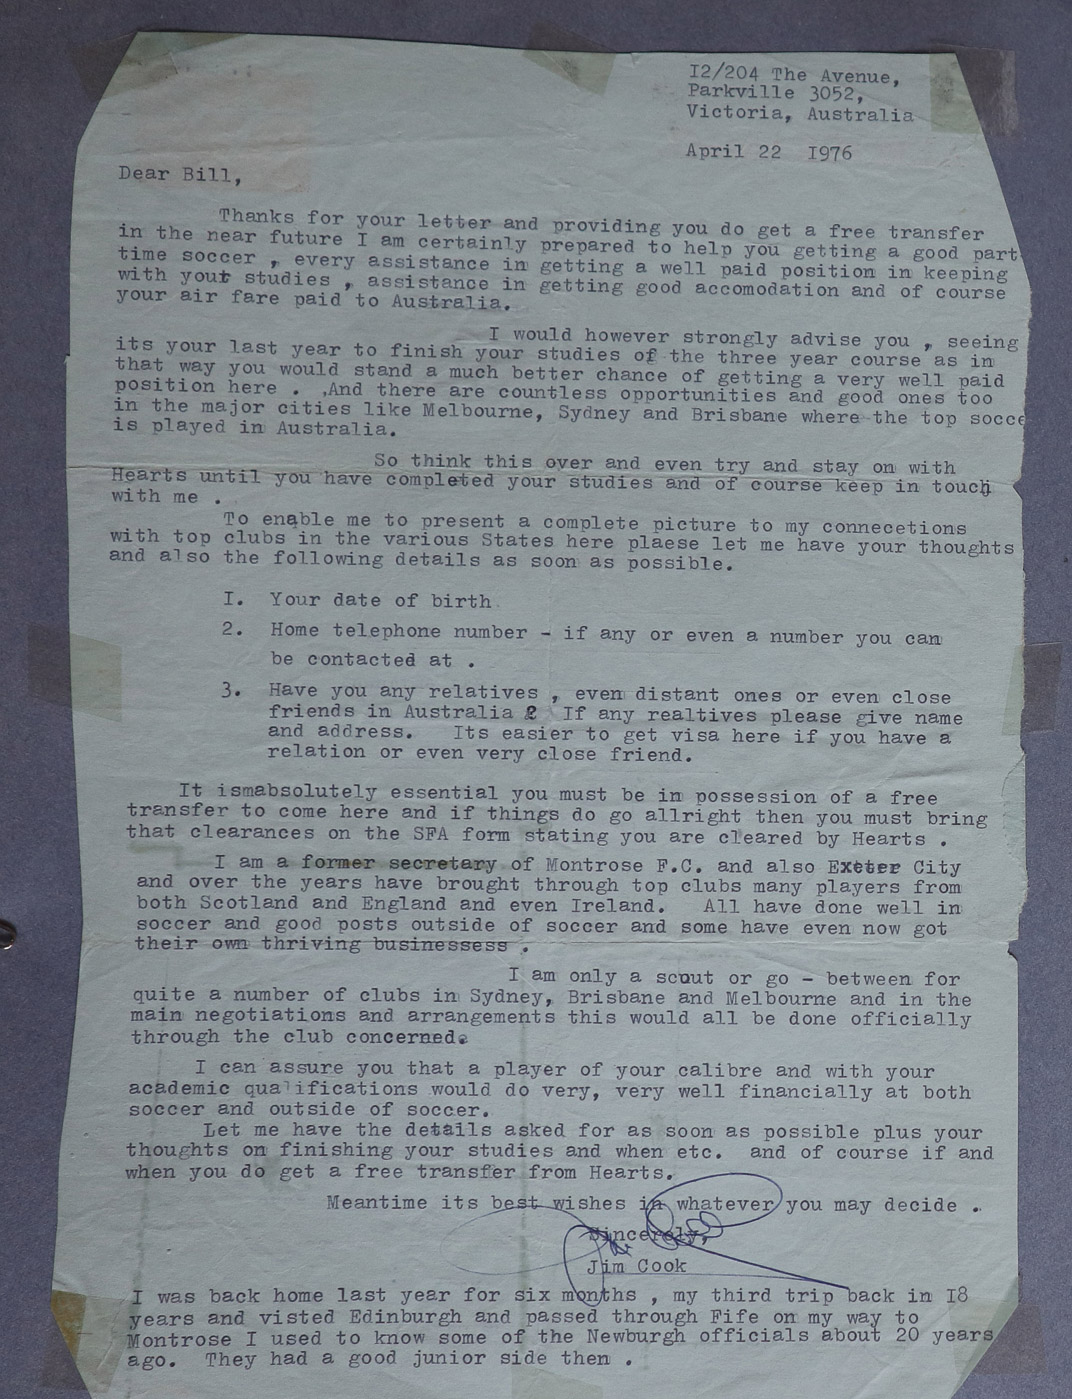 I2/204 The Avenue,
Parkville 3052,
Victoria, Australia
April 22 I976
Dear Bill,
Thanks for your letter and providing you do get a free transfer
in the near future I am certainly prepared to help you getting a good part
time soccer , every assistance in getting a well paid position in keeping
with your studies , assistance in getting good accomodation and of course
your air fare paid to Australia.
I would however strongly advise you , seeing
its your last year to finish your studies of the three year course as in
that way you would stand a much better chance of getting a very well paid
position here . .And there are countless opportunities and good ones too
in the major cities like Melbourne, Sydney and Brisbane where the top socce
is played in Australia.
So think this over and even try and stay on with
Hearts until you have completed your studies and of course keep in touch
with me .
To enable me to present a complete picture to my connecetions
with top clubs in the various States here plaese let me have your thoughts
and also the following details as soon as possible.
I. Your date of birth
2. Home telephone number - if any or even a number you can
be contacted at .
3. Have you any relatives , even distant ones or even close
friends in Australia ? If any realtives please give name
and address. Its easier to get visa here if you have a
relation or even very close friend.
It ismabsolutely essential you must be in possession of a free
transfer to come here and if things do go allright then you must bring
that clearances on the SFA form stating you are cleared by Hearts .
I am a former secretary of Montrose F.C. and also Exeter City
and over the years have brought through top clubs many players from
both Scotland and England and even Ireland. All have done well in
soccer and good posts outside of soccer and some have even now got
their own thriving businessess .
I am only a scout or go - between for
quite a number of clubs in Sydney, Brisbane and Melbourne and in the
main negotiations and arrangements this would all be done officially
through the club concerned.
I can assure you that a player of your calibre and with your
academic qualifications would do very, very well financially at both
soccer and outside of soccer.
Let me have the details asked for as soon as possible plus your
thoughts on finishing your studies and when etc. and of course if and
when you do get a free transfer from Hearts.
Meantime its best wishes in whatever you may decide .
Sincerely,
Jim Cook
Jim Cook
I was back home last year for six months , my third trip back in I8
years and visted Edinburgh and passed through Fife on my way to
Montrose I used to know some of the Newburgh officials about 20 years
ago. They had a good junior side then .